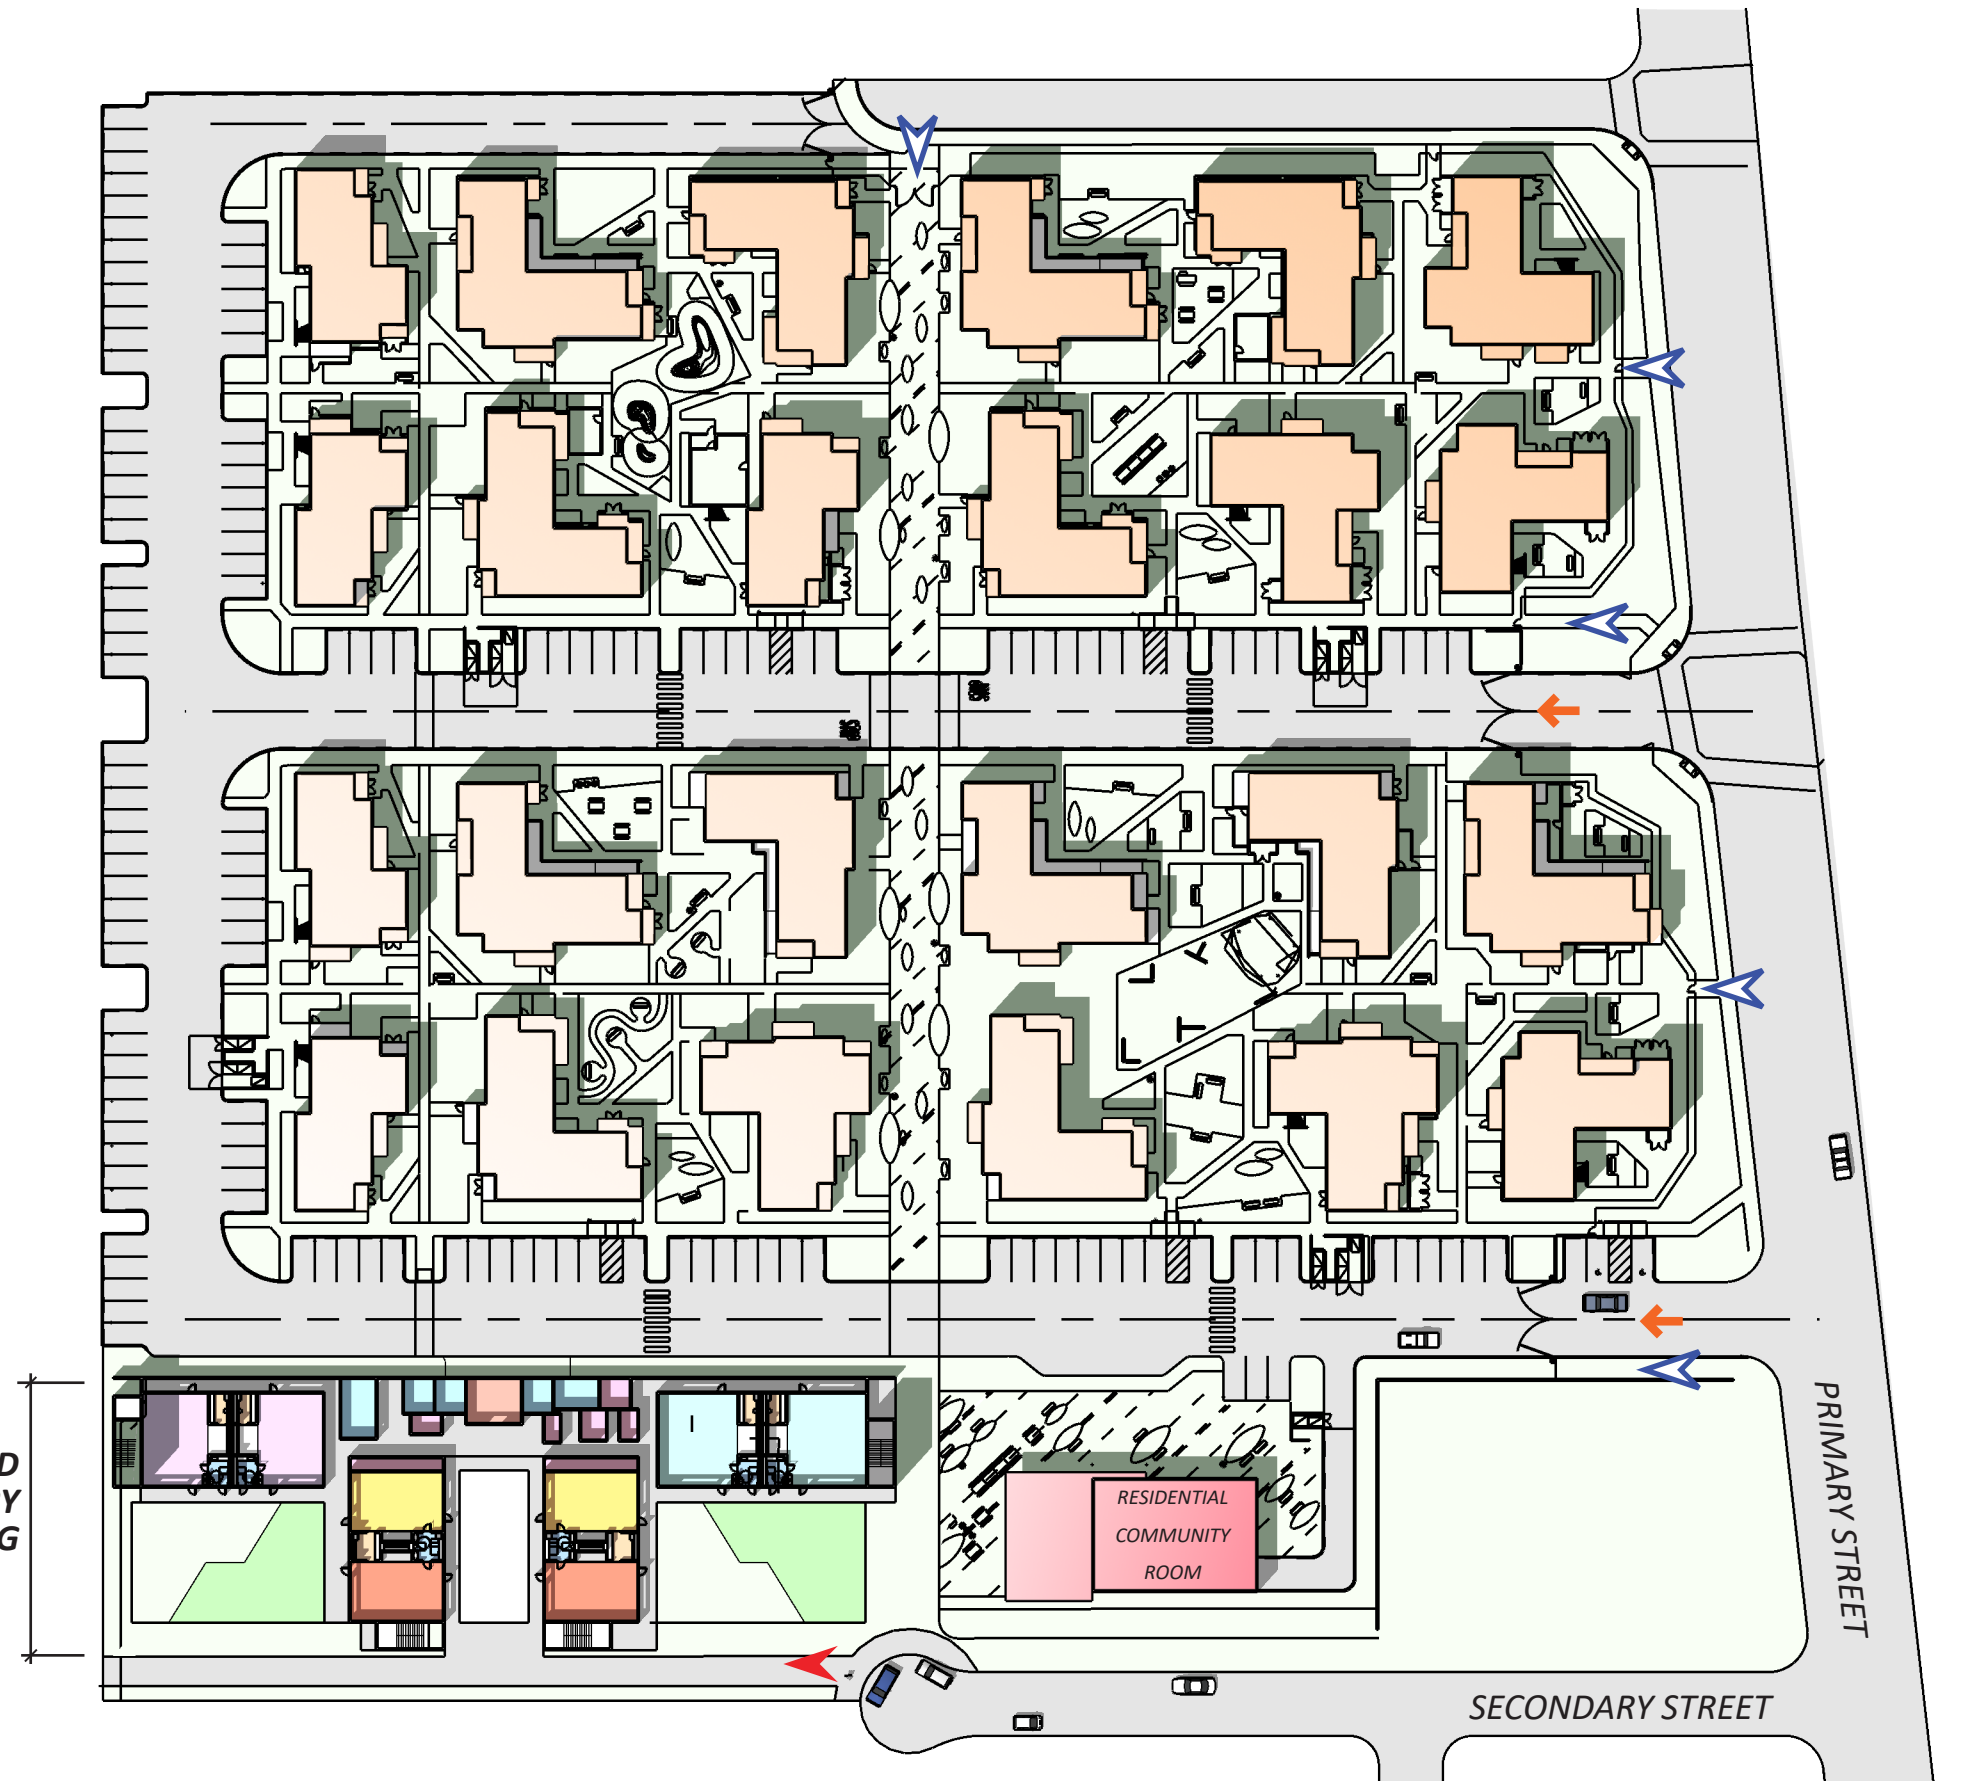 D
Y
G
RESIDENTIAL
COMMUNITY
ROOM
PRIMARY STREET
SECONDARY STREET